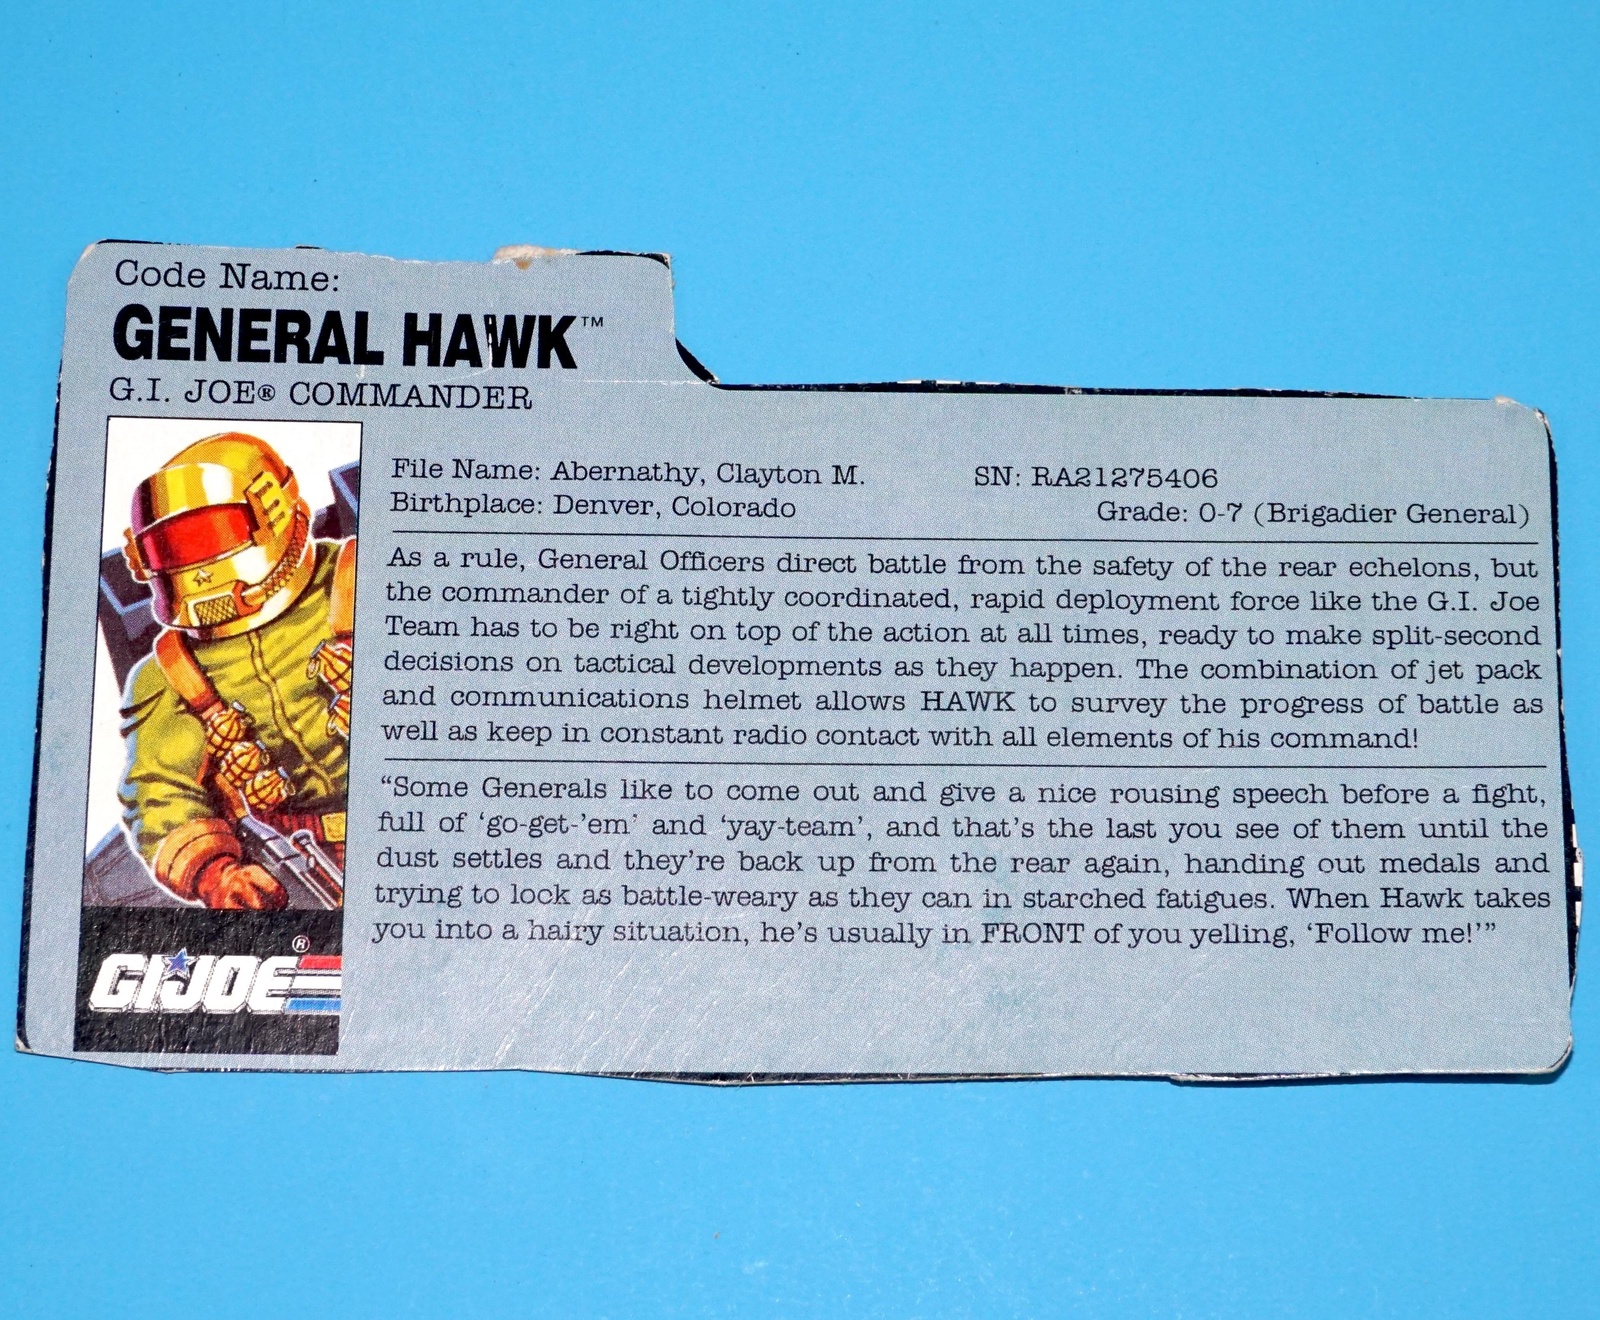 Code Name:
GENERAL HAWK™
G.I. JOE® COMMANDER
File Name: Abernathy, Clayton M. SN: RA21275406
Birthplace: Denver, Colorado Grade: 0-7 (Brigadier General)
As a rule, General Officers direct battle from the safety of the rear echelons, but
the commander of a tightly coordinated, rapid deployment force like the G.I. Joe
Team has to be right on top of the action at all times, ready to make split-second
decisions on tactical developments as they happen. The combination of jet pack
and communications helmet allows HAWK to survey the progress of battle as
well as keep in constant radio contact with all elements of his command!
“Some Generals like to come out and give a nice rousing speech before a fight,
full of ‘go-get-’em’ and ‘yay-team’, and that’s the last you see of them until the
dust settles and they’re back up from the rear again, handing out medals and
trying to look as battle-weary as they can in starched fatigues. When Hawk takes
you into a hairy situation, he’s usually in FRONT of you yelling, ‘Follow me!’”
GI JOE®